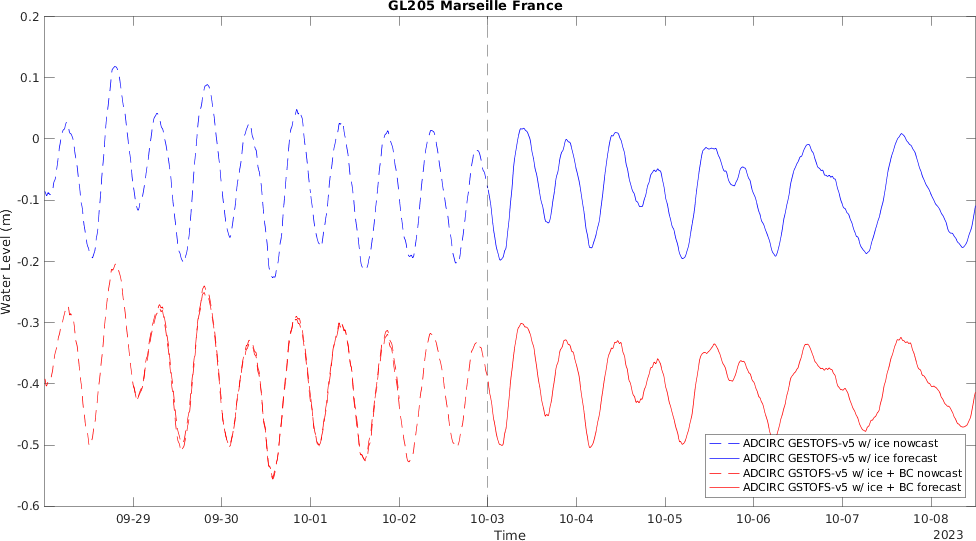 GL205 Marseille France
0.2
0.1
0
-0.1
-0.2
-0.3
-0.4
-0.5
-0.6
Water Level (m)
ADCIRC GESTOFS-v5 w/ ice nowcast
ADCIRC GESTOFS-v5 w/ ice forecast
ADCIRC GSTOFS-v5 w/ ice + BC nowcast
ADCIRC GSTOFS-v5 w/ ice + BC forecast
09-29 09-30 10-01 10-02 10-03 10-04 10-05 10-06 10-07 10-08
Time 2023